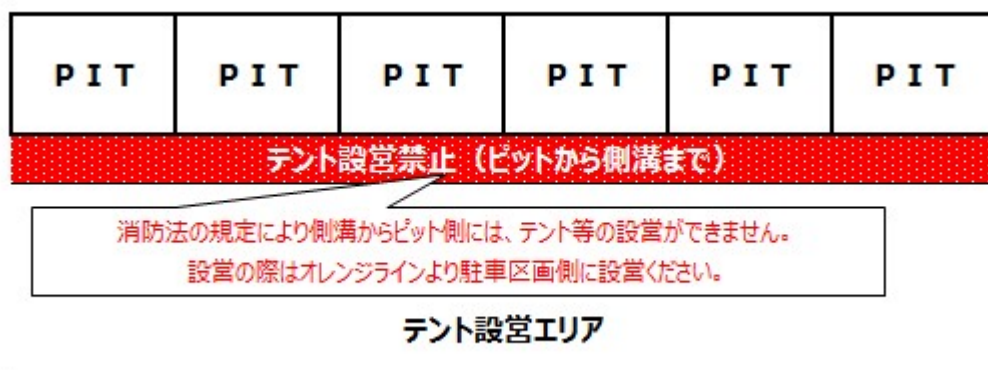 ＰＩＴ ＰＩＴ ＰＩＴ ＰＩＴ ＰＩＴ ＰＩＴ
テント設営禁止（ピットから側溝まで）
消防法の規定により側溝からピット側には、テント等の設営ができません。
設営の際はオレンジラインより駐車区画側に設営ください。
テント設営エリア